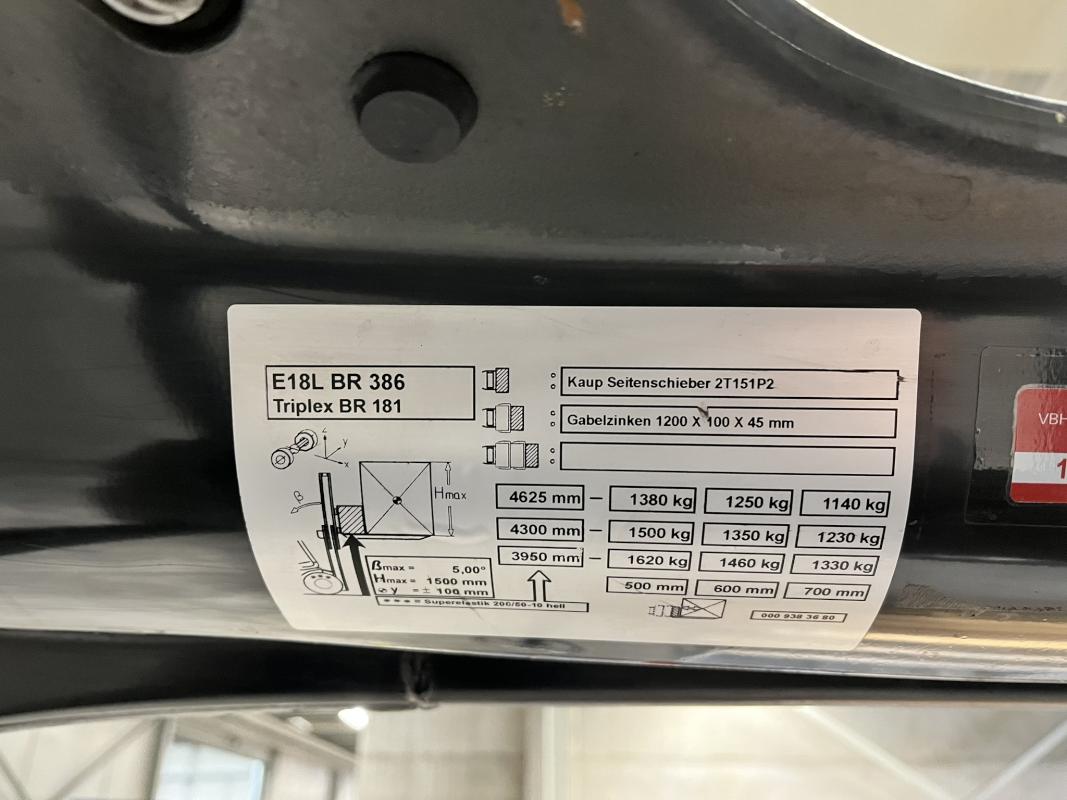 E18L BR 386
Triplex BR 181
: Kaup Seitenschieber 2T151P2
: Gabelzinken 1200 X 100 X 45 mm
:
z
y
x
β
Hmax
4625 mm – 1380 kg 1250 kg 1140 kg
4300 mm – 1500 kg 1350 kg 1230 kg
3950 mm – 1620 kg 1460 kg 1330 kg
500 mm 600 mm 700 mm
ßmax = 5,00°
Hmax = 1500 mm
y = ± 100 mm
= Superelastik 200/50-10 hell
000 938 36 80
VBH
1